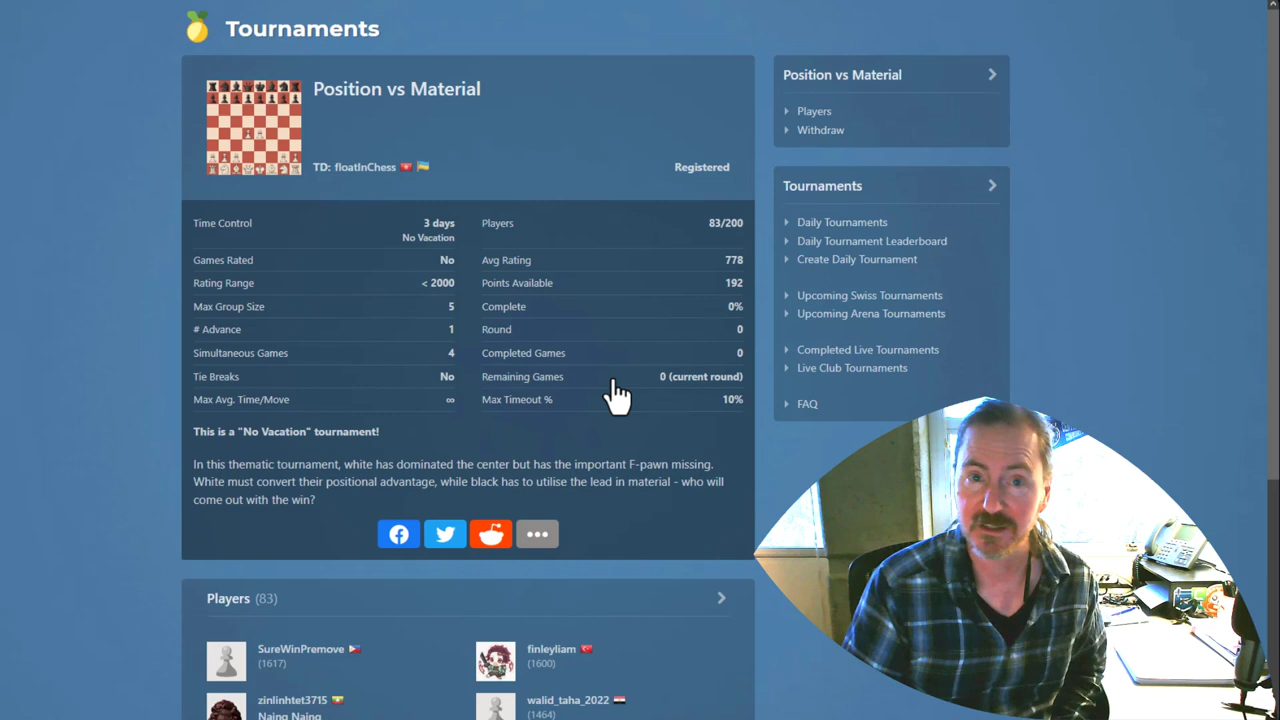 Tournaments
Position vs Material
TD: floatInChess
Registered
Time Control 3 days
No Vacation
Games Rated No
Rating Range < 2000
Max Group Size 5
# Advance 1
Simultaneous Games 4
Tie Breaks No
Max Avg. Time/Move ∞
Players 83/200
Avg Rating 778
Points Available 192
Complete 0%
Round 0
Completed Games 0
Remaining Games 0 (current round)
Max Timeout % 10%
This is a "No Vacation" tournament!
In this thematic tournament, white has dominated the center but has the important F-pawn missing.
White must convert their positional advantage, while black has to utilise the lead in material - who will
come out with the win?
Players (83)
SureWinPremove
(1617)
finleyliam
(1600)
zinlinhtet3715
Naing Naing
walid_taha_2022
(1464)
Position vs Material
Players
Withdraw
Tournaments
Daily Tournaments
Daily Tournament Leaderboard
Create Daily Tournament
Upcoming Swiss Tournaments
Upcoming Arena Tournaments
Completed Live Tournaments
Live Club Tournaments
FAQ